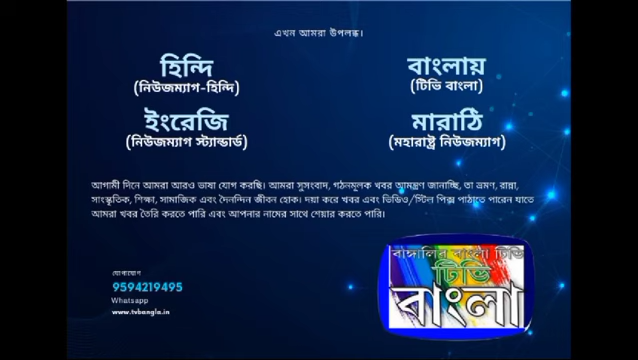 এখন আমরা উপলব্ধ।
হিন্দি
(নিউজম্যাগ-হিন্দি)
বাংলায়
(টিভি বাংলা)
ইংরেজি
(নিউজম্যাগ স্ট্যান্ডার্ড)
মারাঠি
(মহারাষ্ট্র নিউজম্যাগ)
আগামী দিনে আমরা আরও ভাষা যোগ করছি। আমরা সুসংবাদ, গঠনমূলক খবর আমন্ত্রণ জানাচ্ছি, তা ভ্রমণ, রান্না,
সাংস্কৃতিক, শিক্ষা, সামাজিক এবং দৈনন্দিন জীবন হোক। দয়া করে খবর এবং ভিডিও/স্টিল পিক্স পাঠাতে পারেন যাতে
আমরা খবর তৈরি করতে পারি এবং আপনার নামের সাথে শেয়ার করতে পারি।
যোগাযোগ
9594219495
Whatsapp
www.tvbangla.in
বাঙ্গালির বাংলা টিভি
টিভি
বাংলা